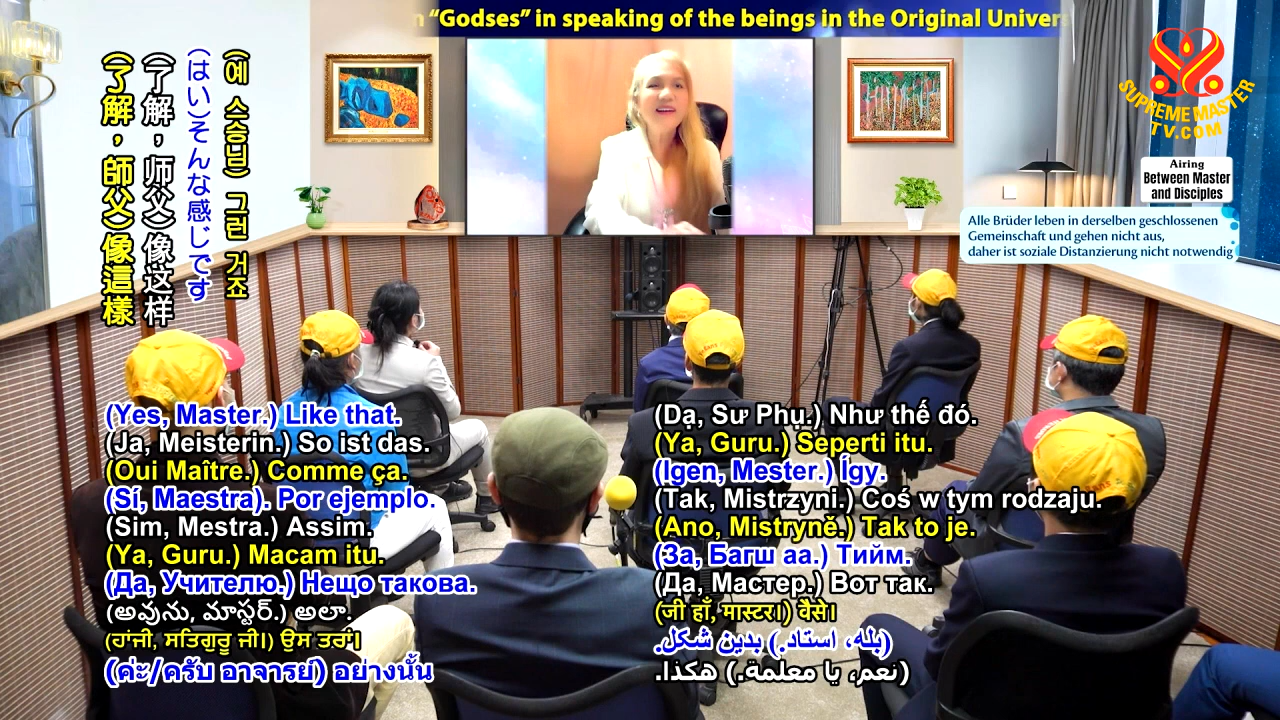 “Godses” in speaking of the beings in the Original Univers
SUPREME MASTER
TV.COM
Airing
Between Master
and Disciples
Alle Brüder leben in derselben geschlossenen
Gemeinschaft und gehen nicht aus,
daher ist soziale Distanzierung nicht notwendig
(예 스승님) 그런 거죠
(はい)そんな感じです
(了解，师父)像这样
(了解，師父)像這樣
(Yes, Master.) Like that.
(Ja, Meisterin.) So ist das.
(Oui Maître.) Comme ça.
(Sí, Maestra). Por ejemplo.
(Sim, Mestra.) Assim.
(Ya, Guru.) Macam itu.
(Да, Учителю.) Нещо такова.
(అవును, మాస్టర్.) అలా.
(ਹਾਂਜੀ, ਸਤਿਗੁਰੂ ਜੀ।) ਉਸ ਤਰਾਂ।
(ค่ะ/ครับ อาจารย์) อย่างนั้น
(Dạ, Sư Phụ.) Như thế đó.
(Ya, Guru.) Seperti itu.
(Igen, Mester.) Így.
(Tak, Mistrzyni.) Coś w tym rodzaju.
(Ano, Mistryně.) Tak to je.
(За, Багш аа.) Тийм.
(Да, Мастер.) Вот так.
(जी हाँ, मास्टर।) वैसे।
(بله، استاد.) بدین شکل.
(نعم، يا معلمة.) هكذا.